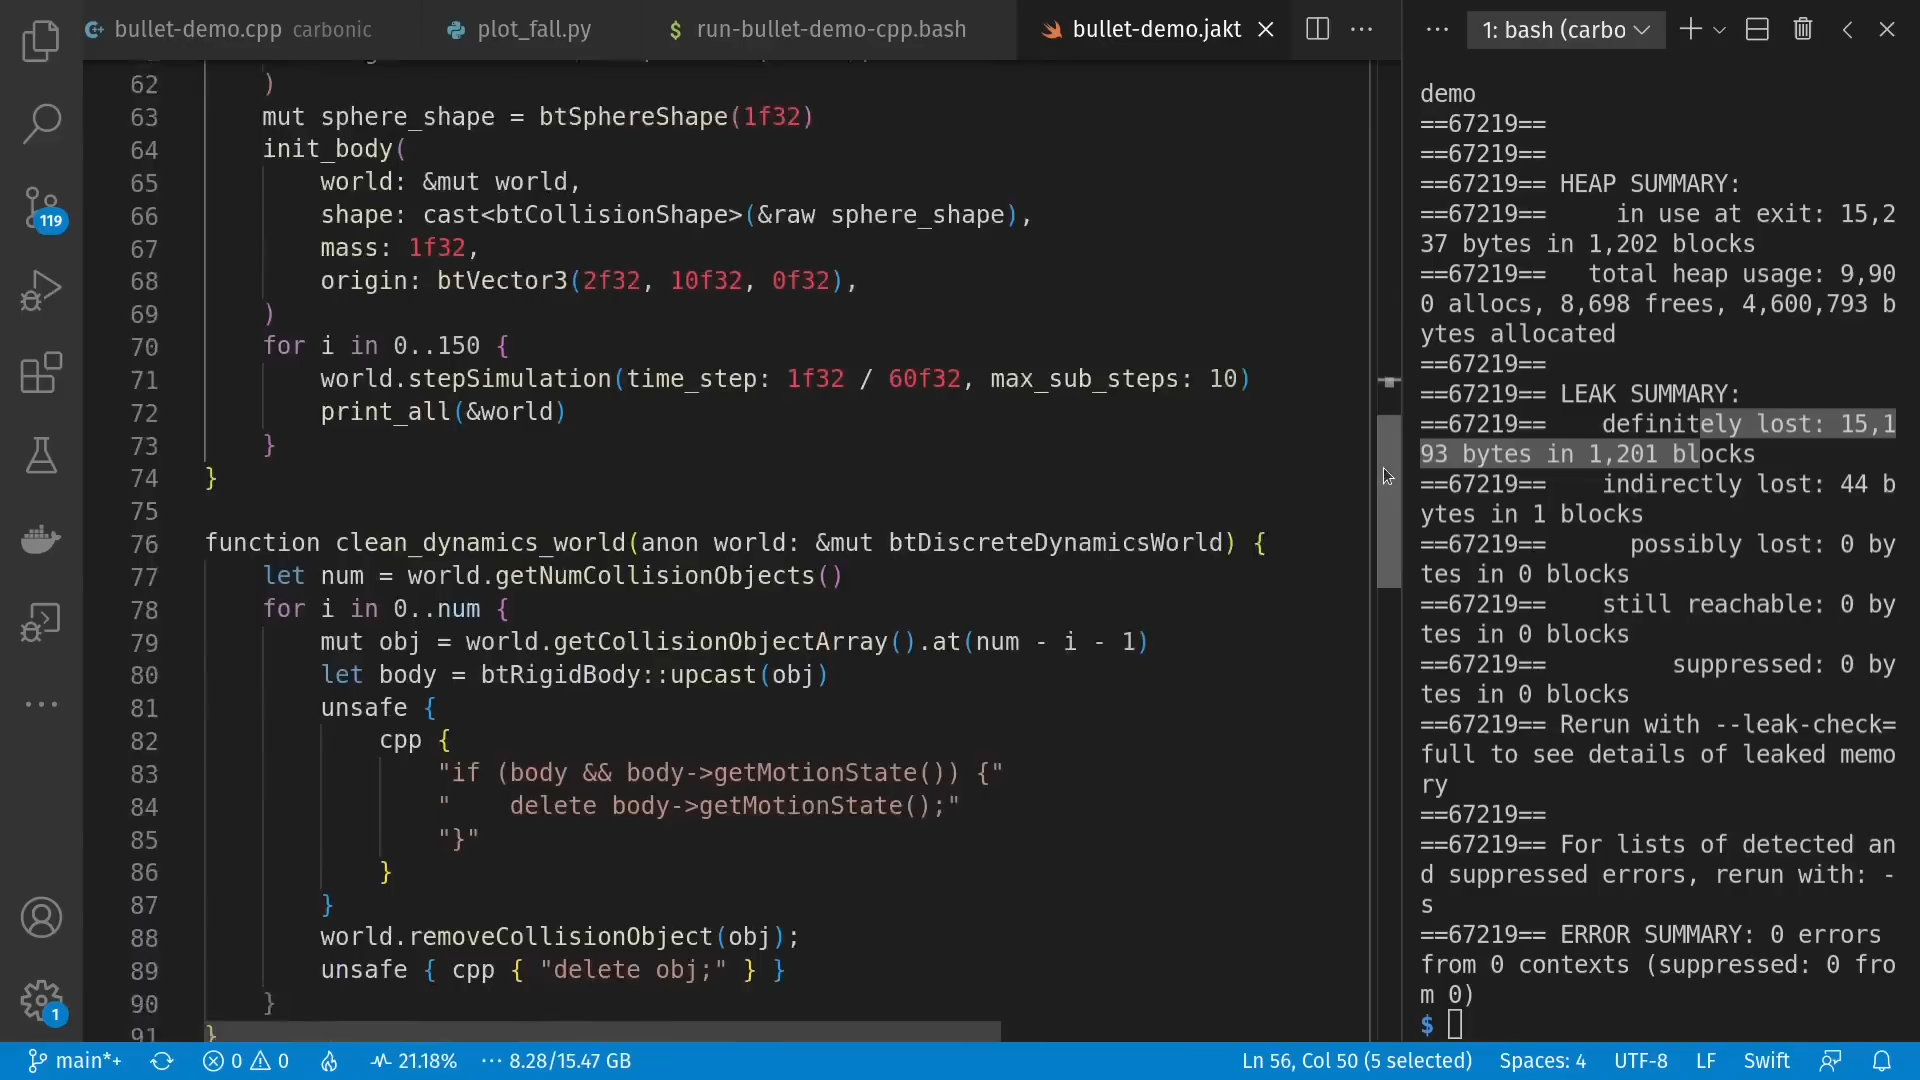 bullet-demo.cpp carbonic
plot_fall.py
$ run-bullet-demo-cpp.bash
bullet-demo.jakt
1: bash (carbo
62 )
63 mut sphere_shape = btSphereShape(1f32)
64 init_body(
65 world: &mut world,
66 shape: cast<btCollisionShape>(&raw sphere_shape),
67 mass: 1f32,
68 origin: btVector3(2f32, 10f32, 0f32),
69 )
70 for i in 0..150 {
71 world.stepSimulation(time_step: 1f32 / 60f32, max_sub_steps: 10)
72 print_all(&world)
73 }
74 }
75
76 function clean_dynamics_world(anon world: &mut btDiscreteDynamicsWorld) {
77 let num = world.getNumCollisionObjects()
78 for i in 0..num {
79 mut obj = world.getCollisionObjectArray().at(num - i - 1)
80 let body = btRigidBody::upcast(obj)
81 unsafe {
82 cpp {
83 "if (body && body->getMotionState()) {"
84 "    delete body->getMotionState();"
85 "}"
86 }
87 }
88 world.removeCollisionObject(obj);
89 unsafe { cpp { "delete obj;" } }
90 }
91 }
demo
==67219==
==67219==
==67219== HEAP SUMMARY:
==67219==     in use at exit: 15,2
37 bytes in 1,202 blocks
==67219==   total heap usage: 9,90
0 allocs, 8,698 frees, 4,600,793 b
ytes allocated
==67219==
==67219== LEAK SUMMARY:
==67219==    definitely lost: 15,1
93 bytes in 1,201 blocks
==67219==    indirectly lost: 44 b
ytes in 1 blocks
==67219==      possibly lost: 0 by
tes in 0 blocks
==67219==    still reachable: 0 by
tes in 0 blocks
==67219==         suppressed: 0 by
tes in 0 blocks
==67219== Rerun with --leak-check=
full to see details of leaked memo
ry
==67219==
==67219== For lists of detected an
d suppressed errors, rerun with: -
s
==67219== ERROR SUMMARY: 0 errors
from 0 contexts (suppressed: 0 fro
m 0)
$
119
1
main*+ 0 0 21.18% 8.28/15.47 GB Ln 56, Col 50 (5 selected) Spaces: 4 UTF-8 LF Swift